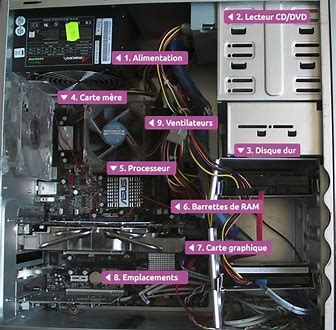 1. Alimentation
2. Lecteur CD/DVD
4. Carte mère
9. Ventilateurs
3. Disque dur
5. Processeur
6. Barrettes de RAM
7. Carte graphique
8. Emplacements